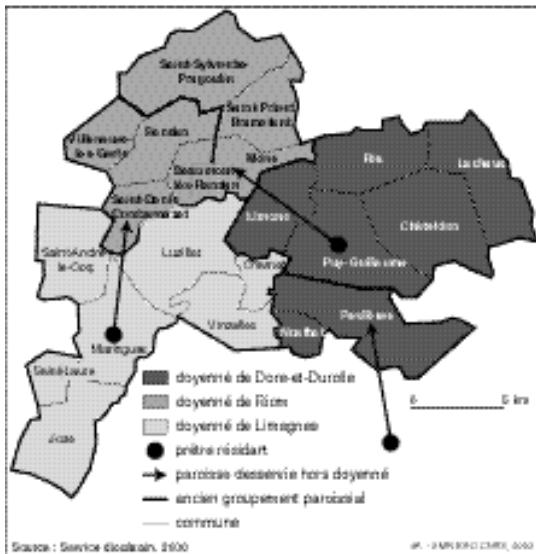 Saint-Sylvestre-
Pragoulin
Saint-Priest
Bramefant
Villeneuve-
les-Cerfs
Randan
Mons
Beaumont-
lès-Randan
Ris
Lachaux
Saint-Denis
Combarnazat
Limons
Châteldon
Saint-André
le-Coq
Luzillat
Charnat
Puy-Guillaume
Vinzelles
Noalhat
Paslières
Maringues
Saint-Laure
doyenné de Dore-et-Durolle
doyenné de Riom
doyenné de Limagnes
prêtre résidant
paroisse desservie hors doyenné
ancien groupement paroissial
commune
0 5 km
Source : Service diocésain, 2000